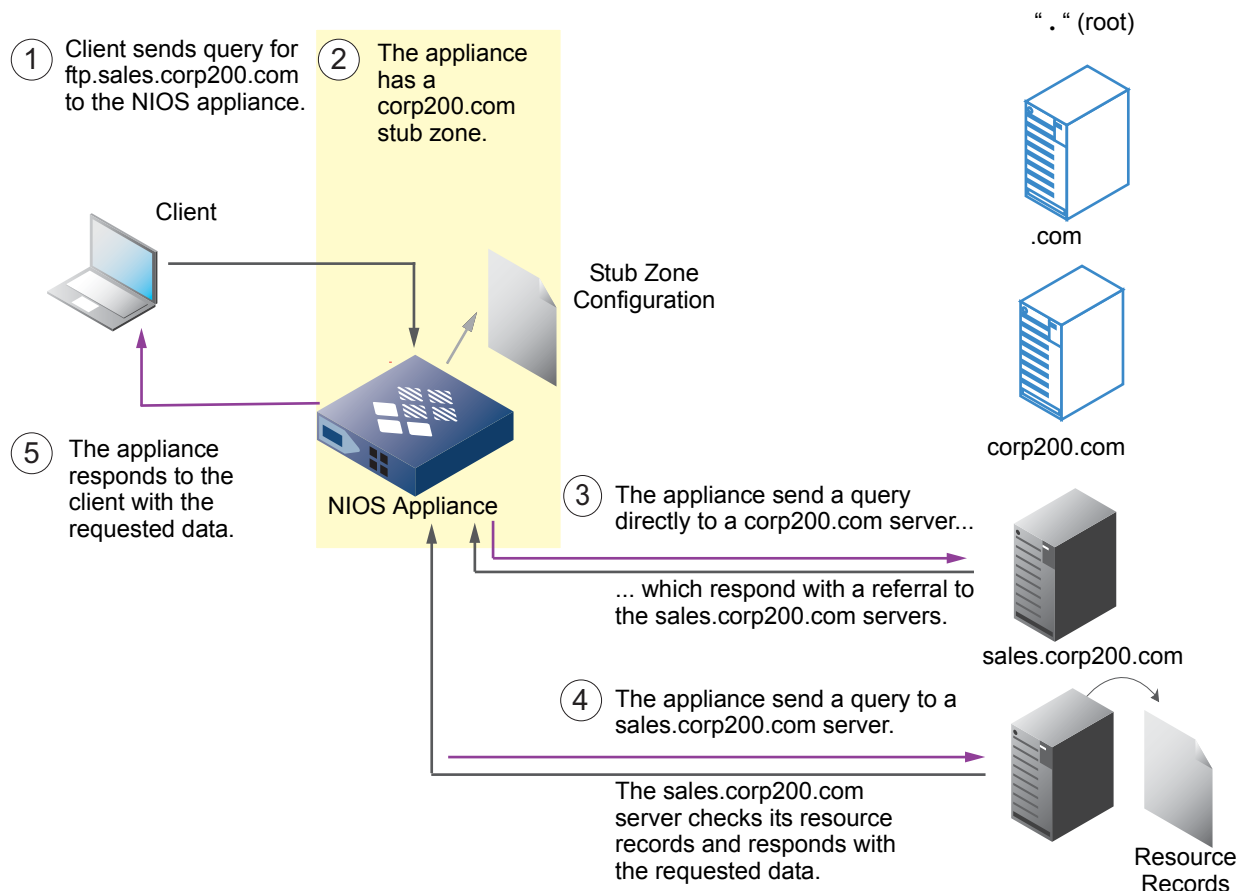 “ . “ (root)
1
Client sends query for
ftp.sales.corp200.com
to the NIOS appliance.
2
The appliance
has a
corp200.com
stub zone.
Client
.com
Stub Zone
Configuration
corp200.com
5
The appliance
responds to the
client with the
requested data.
NIOS Appliance
3
The appliance send a query
directly to a corp200.com server...
... which respond with a referral to
the sales.corp200.com servers.
sales.corp200.com
4
The appliance send a query to a
sales.corp200.com server.
The sales.corp200.com
server checks its resource
records and responds with
the requested data.
Resource
Records